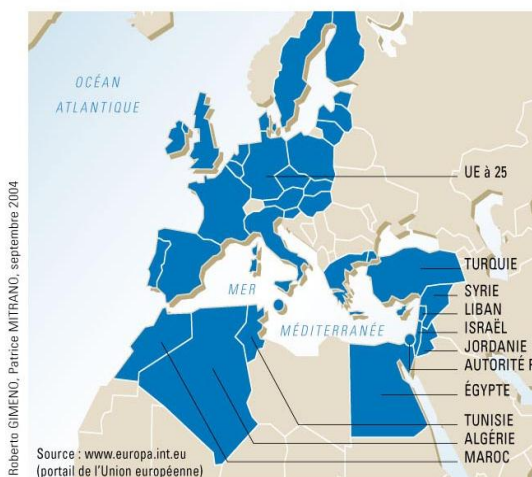 OCÉAN
ATLANTIQUE
UE à 25
TURQUIE
SYRIE
LIBAN
ISRAËL
JORDANIE
AUTORITÉ
ÉGYPTE
TUNISIE
ALGÉRIE
MAROC
MER
MÉDITERRANÉE
Source : www.europa.int.eu
(portail de l'Union européenne)
Roberto GIMENO, Patrice MITRANO, septembre 2004